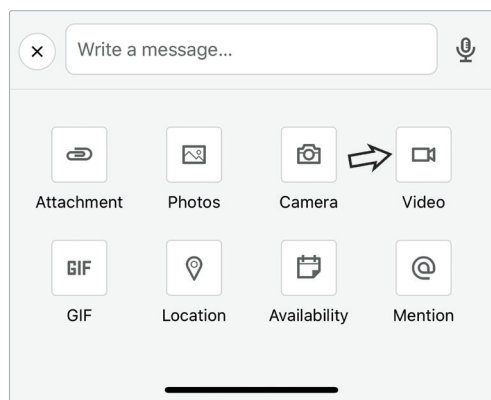 Write a message...
Attachment Photos Camera Video
GIF
GIF Location Availability Mention